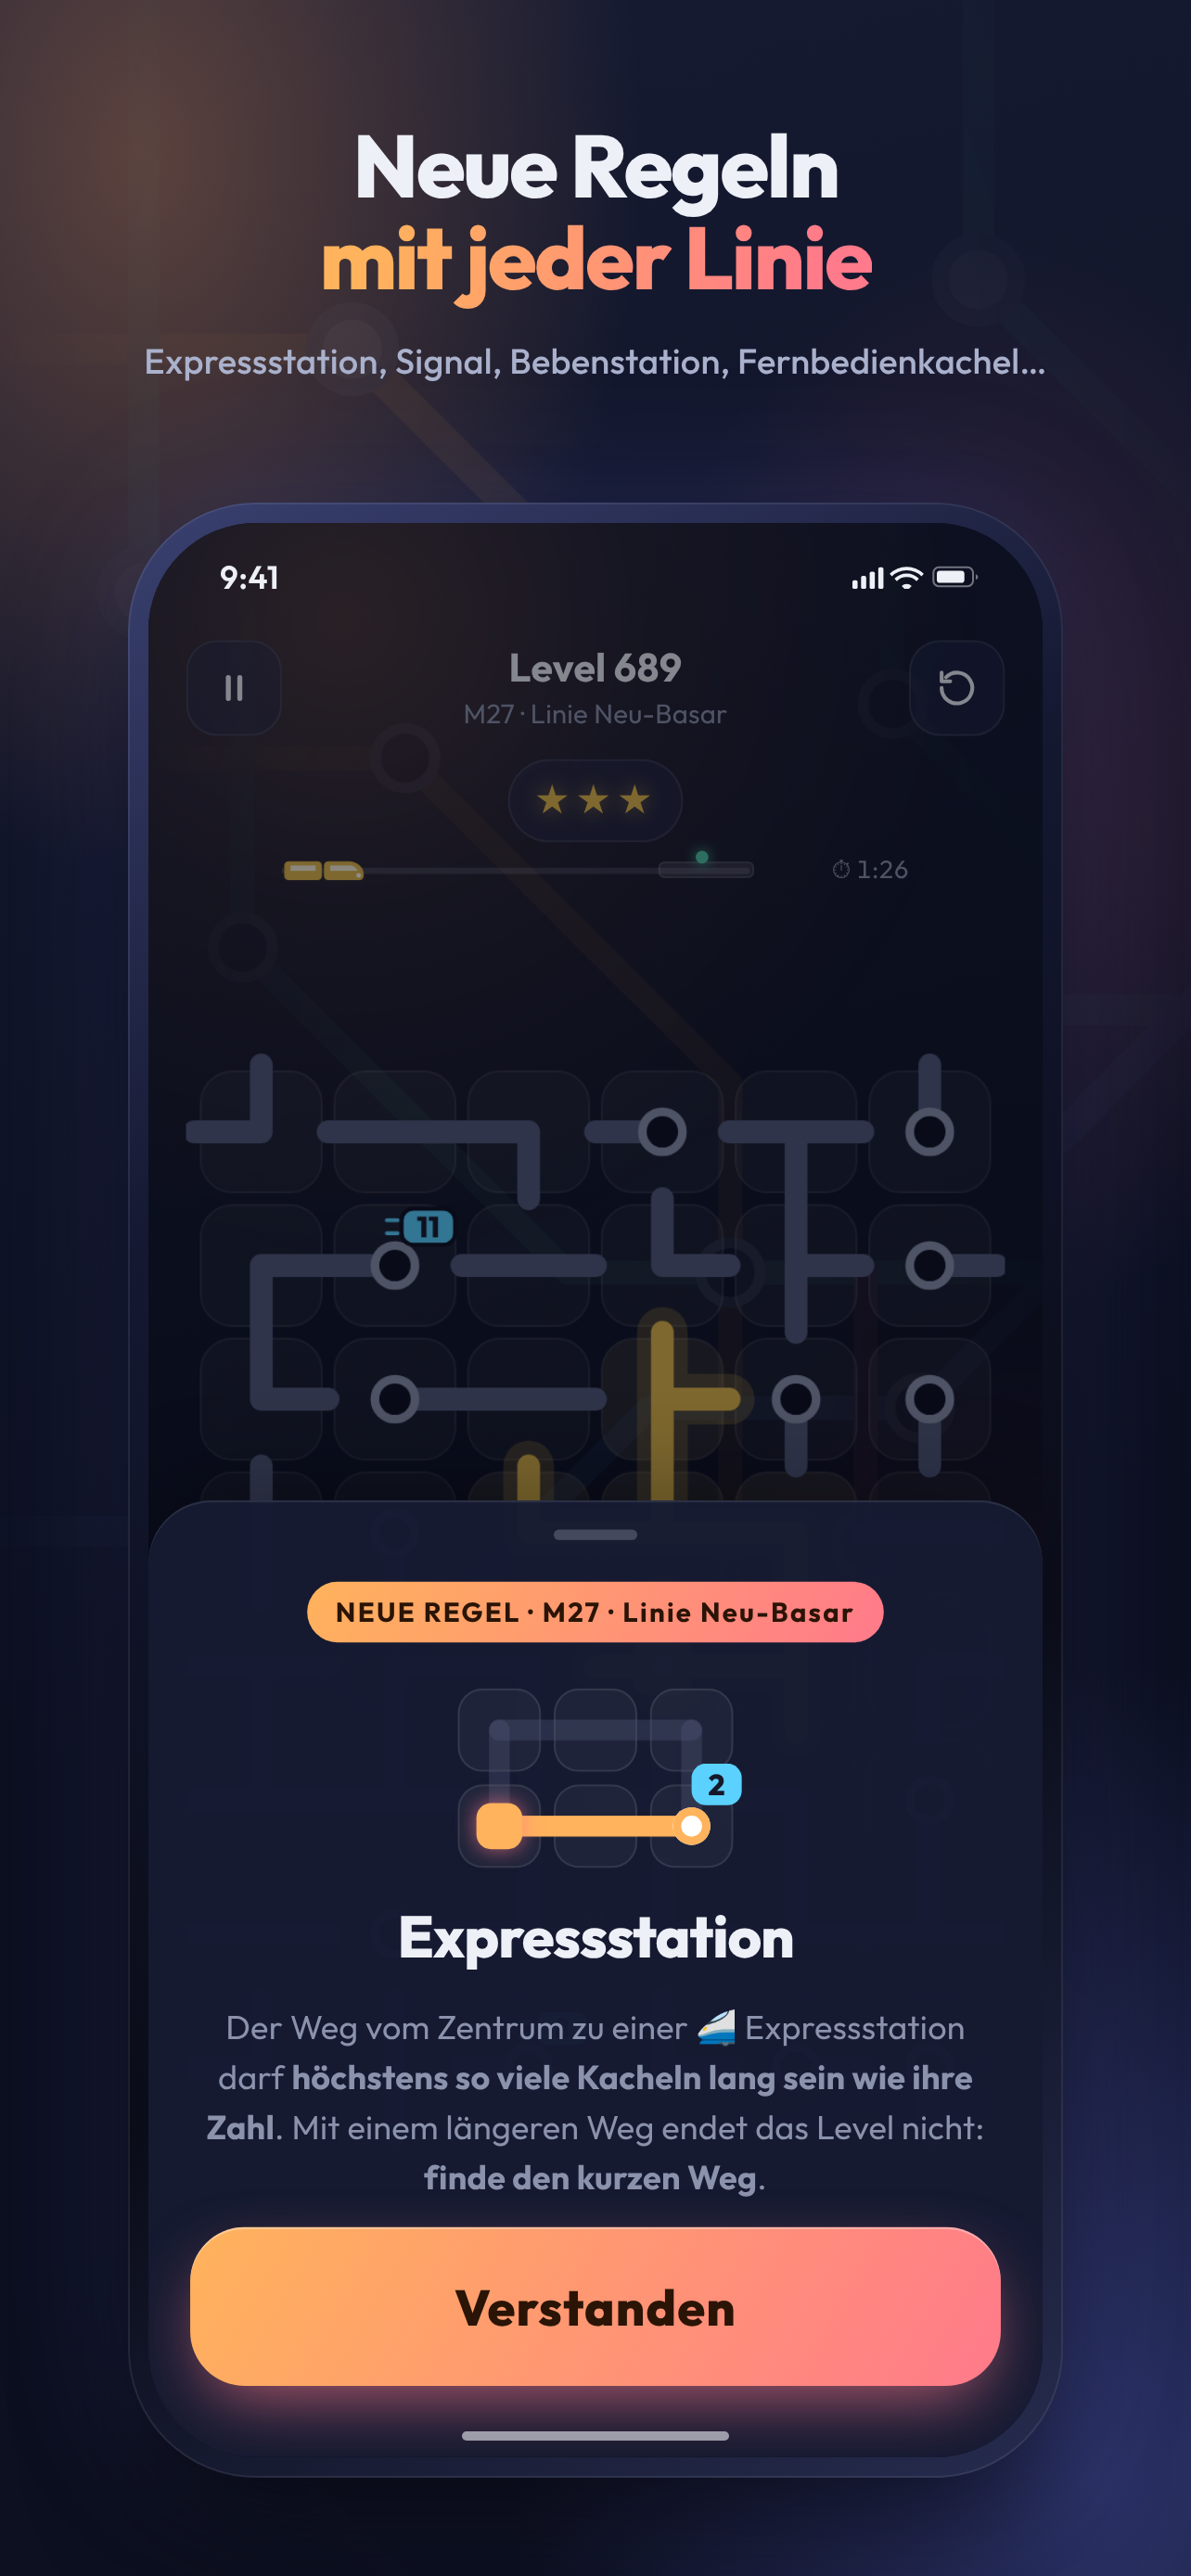 Neue Regeln
mit jeder Linie
Expressstation, Signal, Bebenstation, Fernbedienkachel...
9:41
Level 689
M27 · Linie Neu-Basar
★★★
⏱ 1:26
11
NEUE REGEL · M27 · Linie Neu-Basar
2
Expressstation
Der Weg vom Zentrum zu einer 🚄 Expressstation
darf höchstens so viele Kacheln lang sein wie ihre
Zahl. Mit einem längeren Weg endet das Level nicht:
finde den kurzen Weg.
Verstanden